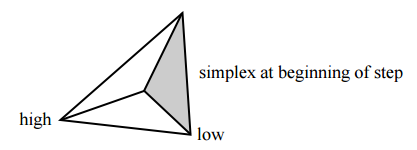 simplex at beginning of step
high
low